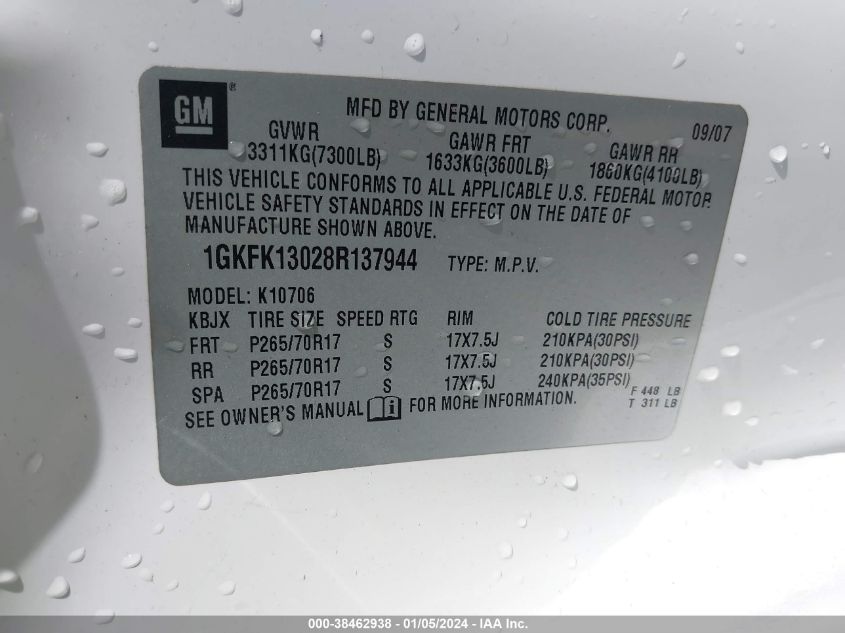 GM®
MFD BY GENERAL MOTORS CORP. 09/07
GVWR GAWR FRT GAWR RR
3311KG(7300LB) 1633KG(3600LB) 1860KG(4100LB)
THIS VEHICLE CONFORMS TO ALL APPLICABLE U.S. FEDERAL MOTOR
VEHICLE SAFETY STANDARDS IN EFFECT ON THE DATE OF
MANUFACTURE SHOWN ABOVE.
1GKFK13028R137944 TYPE: M.P.V.
MODEL: K10706
KBJX TIRE SIZE SPEED RTG RIM COLD TIRE PRESSURE
FRT P265/70R17 S 17X7.5J 210KPA(30PSI)
RR P265/70R17 S 17X7.5J 210KPA(30PSI)
SPA P265/70R17 S 17X7.5J 240KPA(35PSI)
F 448 LB
T 311 LB
SEE OWNER'S MANUAL i FOR MORE INFORMATION.
000-38462938 - 01/05/2024 - IAA Inc.